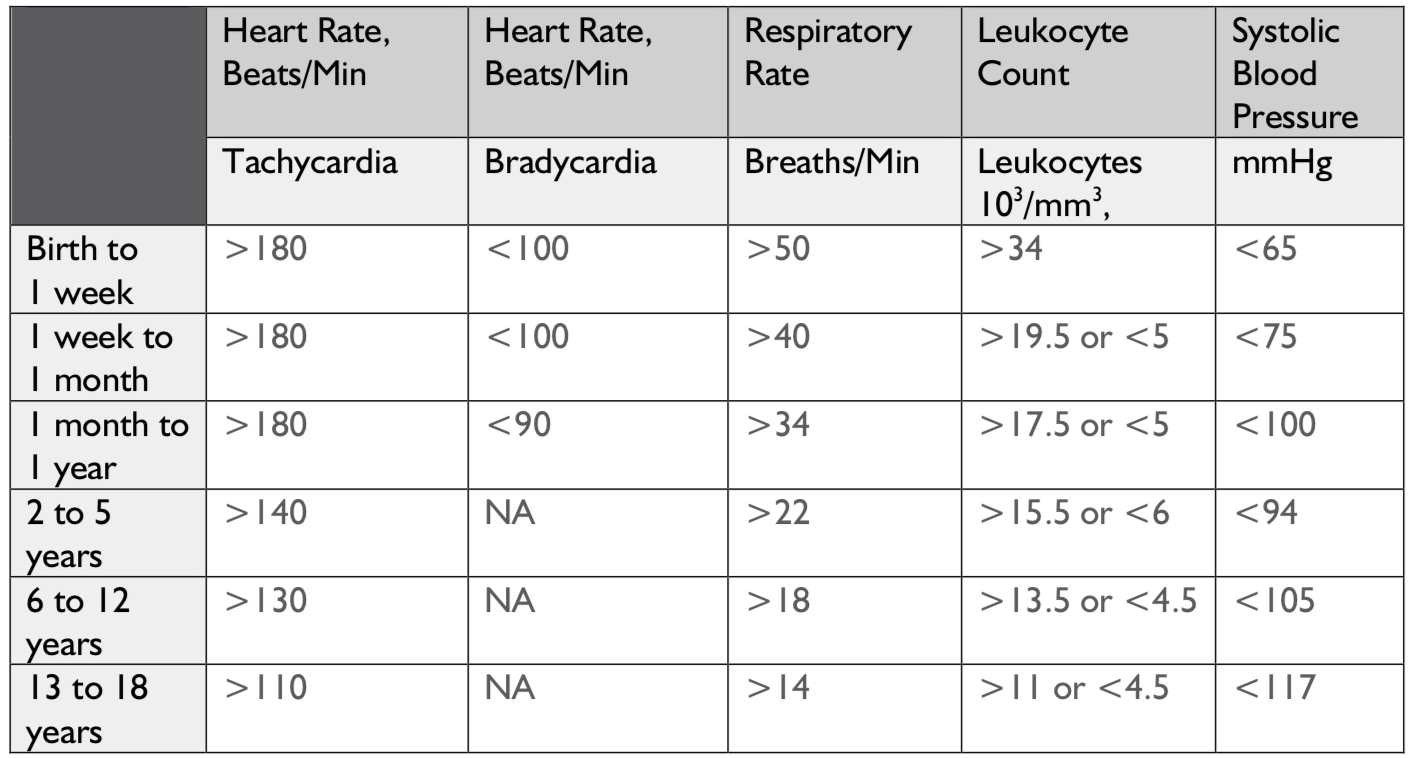 Heart Rate, Heart Rate, Respiratory Leukocyte Systolic
Beats/Min Beats/Min Rate Count Blood
Pressure
Tachycardia Bradycardia Breaths/Min Leukocytes mmHg
10³/mm³,
Birth to >180 <100 >50 >34 <65
1 week
1 week to >180 <100 >40 >19.5 or <5 <75
1 month
1 month to >180 <90 >34 >17.5 or <5 <100
1 year
2 to 5 >140 NA >22 >15.5 or <6 <94
years
6 to 12 >130 NA >18 >13.5 or <4.5 <105
years
13 to 18 >110 NA >14 >11 or <4.5 <117
years